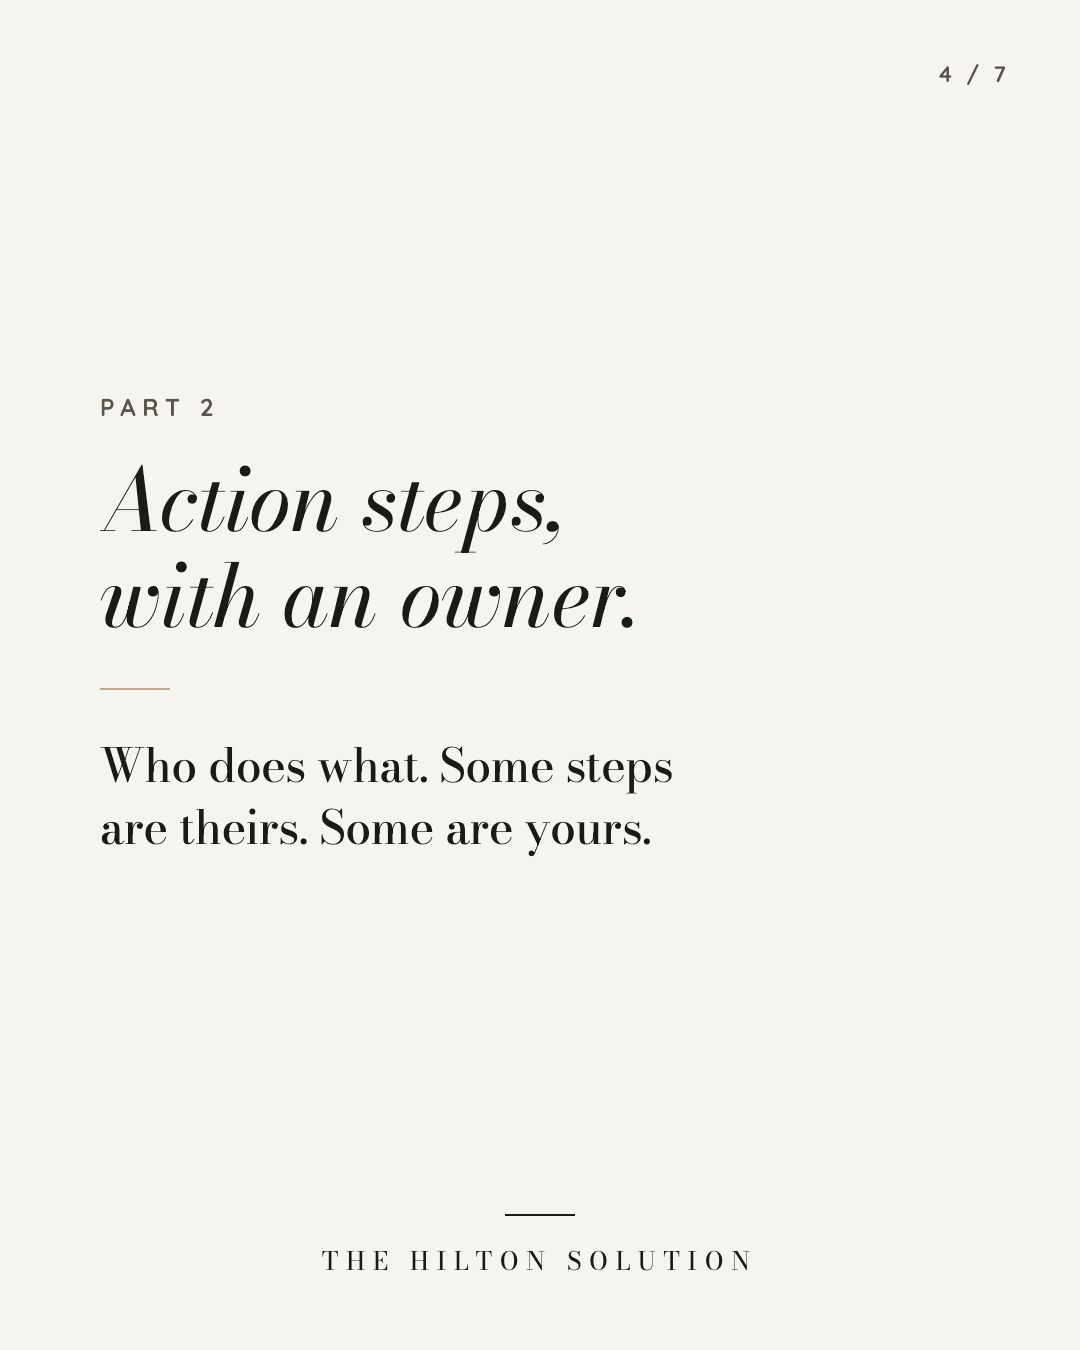 4 / 7
PART 2
Action steps,
with an owner.
Who does what. Some steps
are theirs. Some are yours.
THE HILTON SOLUTION